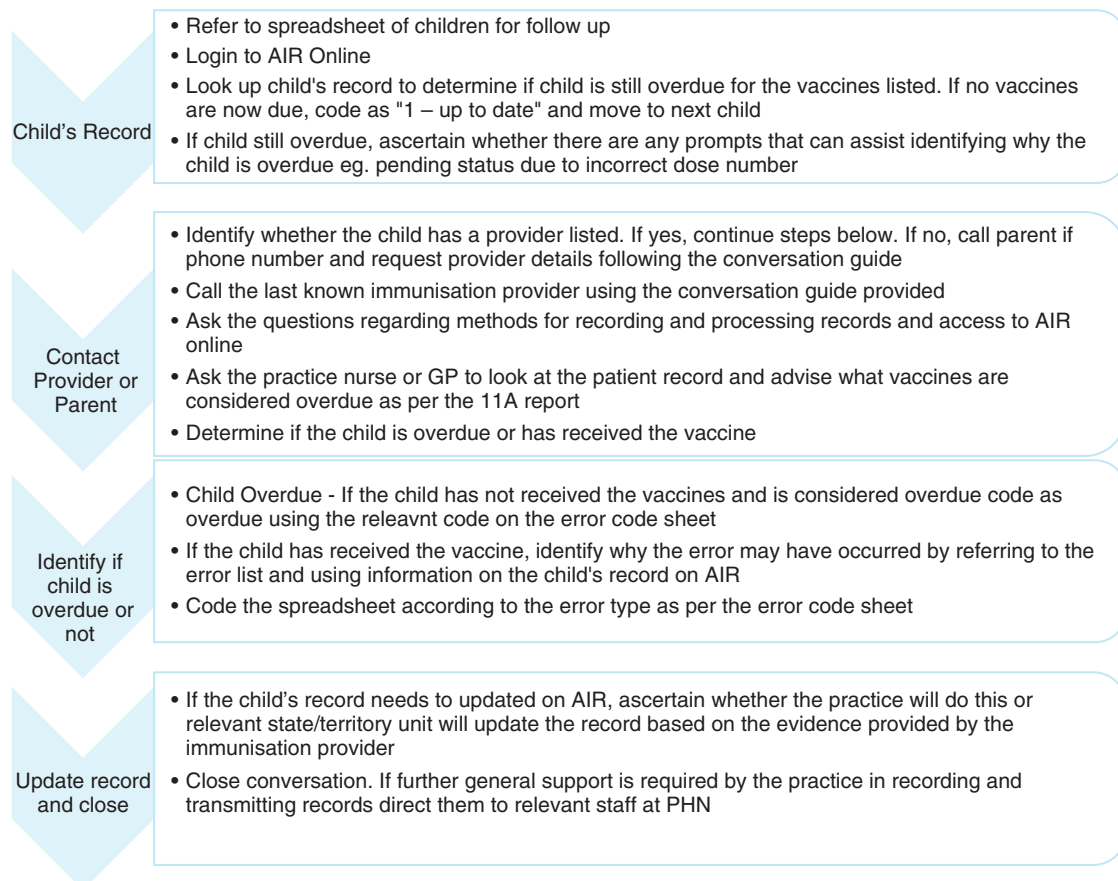 Child's Record
• Refer to spreadsheet of children for follow up
• Login to AIR Online
• Look up child's record to determine if child is still overdue for the vaccines listed. If no vaccines
are now due, code as "1 – up to date" and move to next child
• If child still overdue, ascertain whether there are any prompts that can assist identifying why the
child is overdue eg. pending status due to incorrect dose number
Contact
Provider or
Parent
• Identify whether the child has a provider listed. If yes, continue steps below. If no, call parent if
phone number and request provider details following the conversation guide
• Call the last known immunisation provider using the conversation guide provided
• Ask the questions regarding methods for recording and processing records and access to AIR
online
• Ask the practice nurse or GP to look at the patient record and advise what vaccines are
considered overdue as per the 11A report
• Determine if the child is overdue or has received the vaccine
Identify if
child is
overdue or
not
• Child Overdue - If the child has not received the vaccines and is considered overdue code as
overdue using the releavnt code on the error code sheet
• If the child has received the vaccine, identify why the error may have occurred by referring to the
error list and using information on the child's record on AIR
• Code the spreadsheet according to the error type as per the error code sheet
Update record
and close
• If the child's record needs to updated on AIR, ascertain whether the practice will do this or
relevant state/territory unit will update the record based on the evidence provided by the
immunisation provider
• Close conversation. If further general support is required by the practice in recording and
transmitting records direct them to relevant staff at PHN